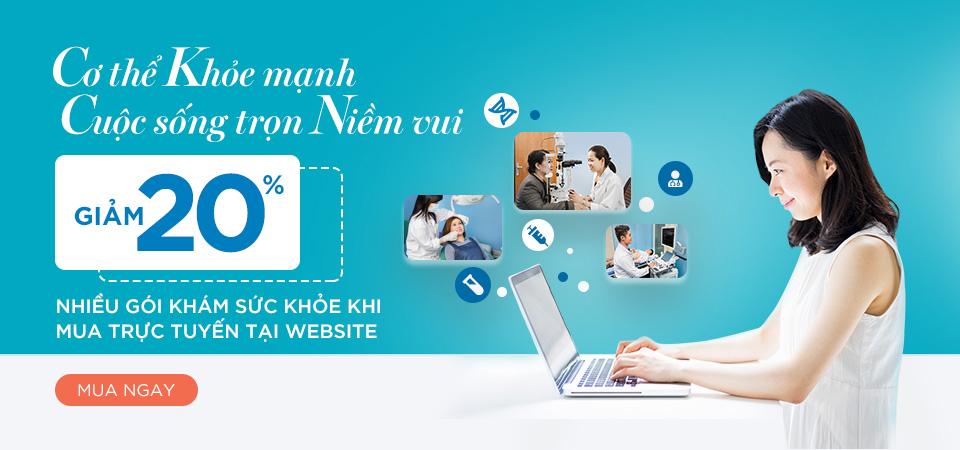 Cơ thể Khỏe mạnh
Cuộc sống trọn Niềm vui
GIẢM 20%
NHIỀU GÓI KHÁM SỨC KHỎE KHI
MUA TRỰC TUYẾN TẠI WEBSITE
MUA NGAY